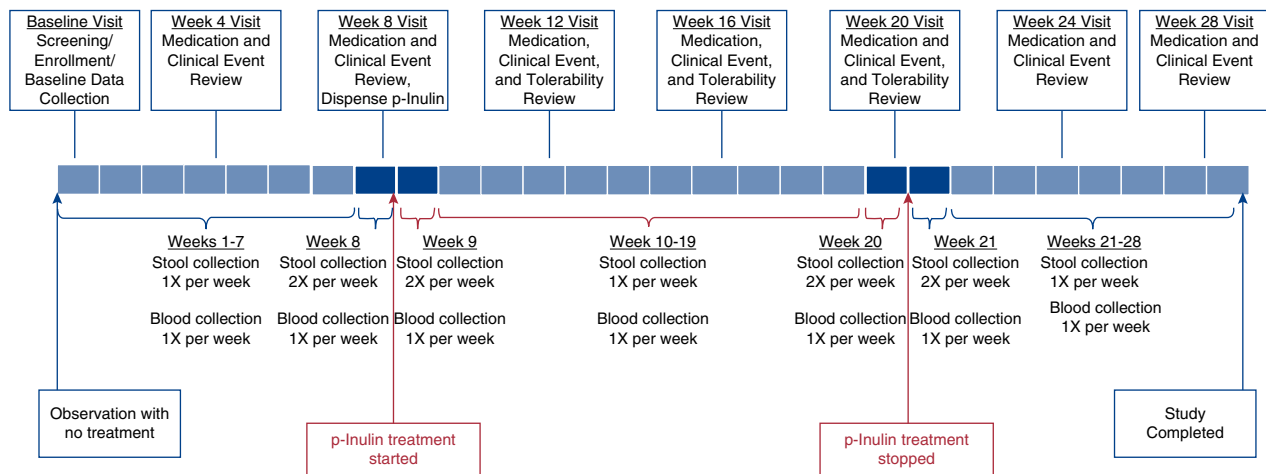 Baseline Visit
Screening/
Enrollment/
Baseline Data
Collection
Week 4 Visit
Medication and
Clinical Event
Review
Week 8 Visit
Medication and
Clinical Event
Review,
Dispense p-Inulin
Week 12 Visit
Medication,
Clinical Event,
and Tolerability
Review
Week 16 Visit
Medication,
Clinical Event,
and Tolerability
Review
Week 20 Visit
Medication and
Clinical Event,
and Tolerability
Review
Week 24 Visit
Medication and
Clinical Event
Review
Week 28 Visit
Medication and
Clinical Event
Review
Weeks 1-7
Stool collection
1X per week
Blood collection
1X per week
Week 8
Stool collection
2X per week
Blood collection
1X per week
Week 9
Stool collection
2X per week
Blood collection
1X per week
Week 10-19
Stool collection
1X per week
Blood collection
1X per week
Week 20
Stool collection
2X per week
Blood collection
1X per week
Week 21
Stool collection
2X per week
Blood collection
1X per week
Weeks 21-28
Stool collection
1X per week
Blood collection
1X per week
Observation with
no treatment
p-Inulin treatment
started
p-Inulin treatment
stopped
Study
Completed